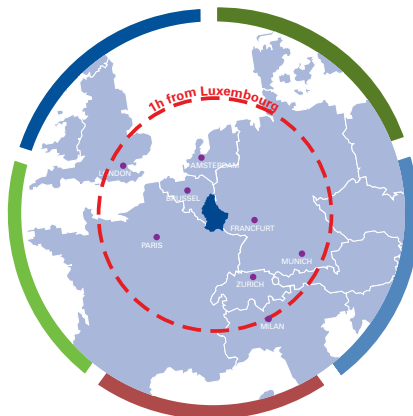 1h from Luxembourg
AMSTERDAM
LONDON
BRUSSEL
FRANCFURT
PARIS
MUNICH
ZURICH
MILAN